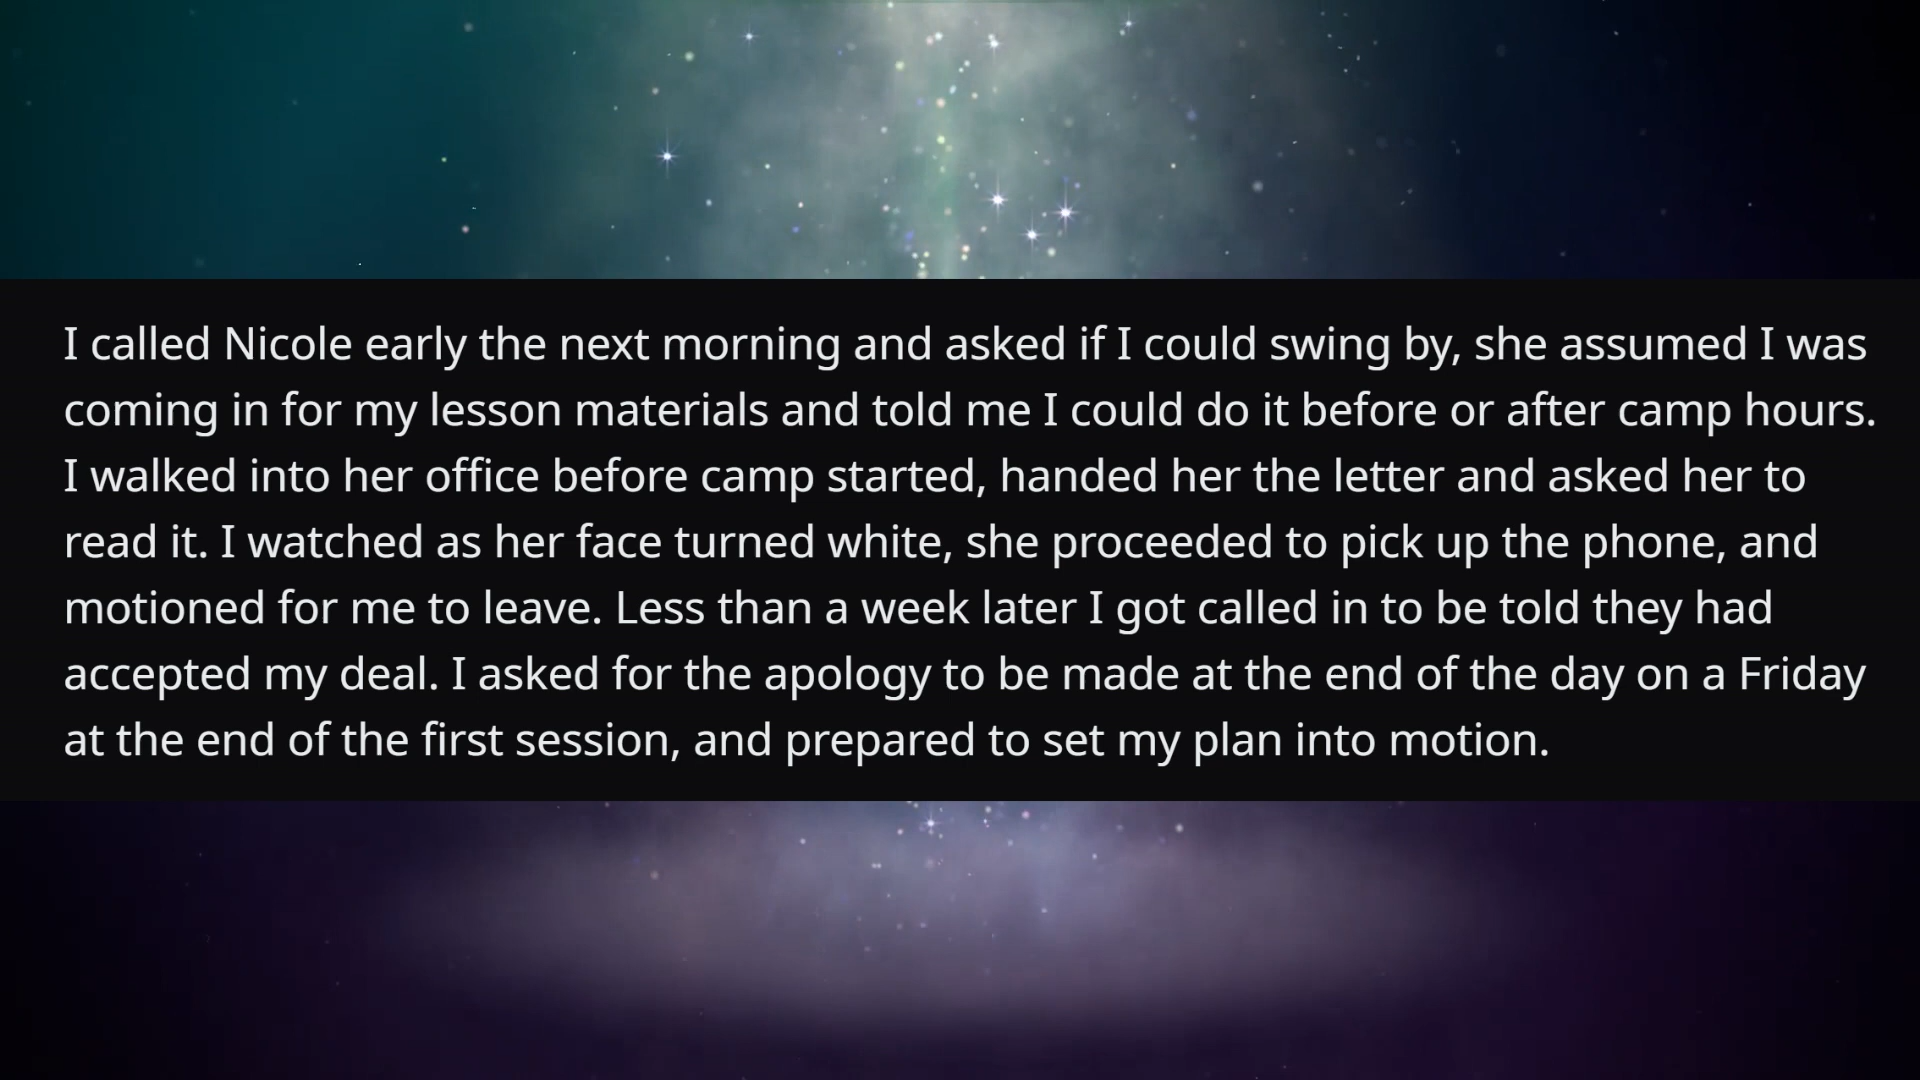 I called Nicole early the next morning and asked if I could swing by, she assumed I was
coming in for my lesson materials and told me I could do it before or after camp hours.
I walked into her office before camp started, handed her the letter and asked her to
read it. I watched as her face turned white, she proceeded to pick up the phone, and
motioned for me to leave. Less than a week later I got called in to be told they had
accepted my deal. I asked for the apology to be made at the end of the day on a Friday
at the end of the first session, and prepared to set my plan into motion.